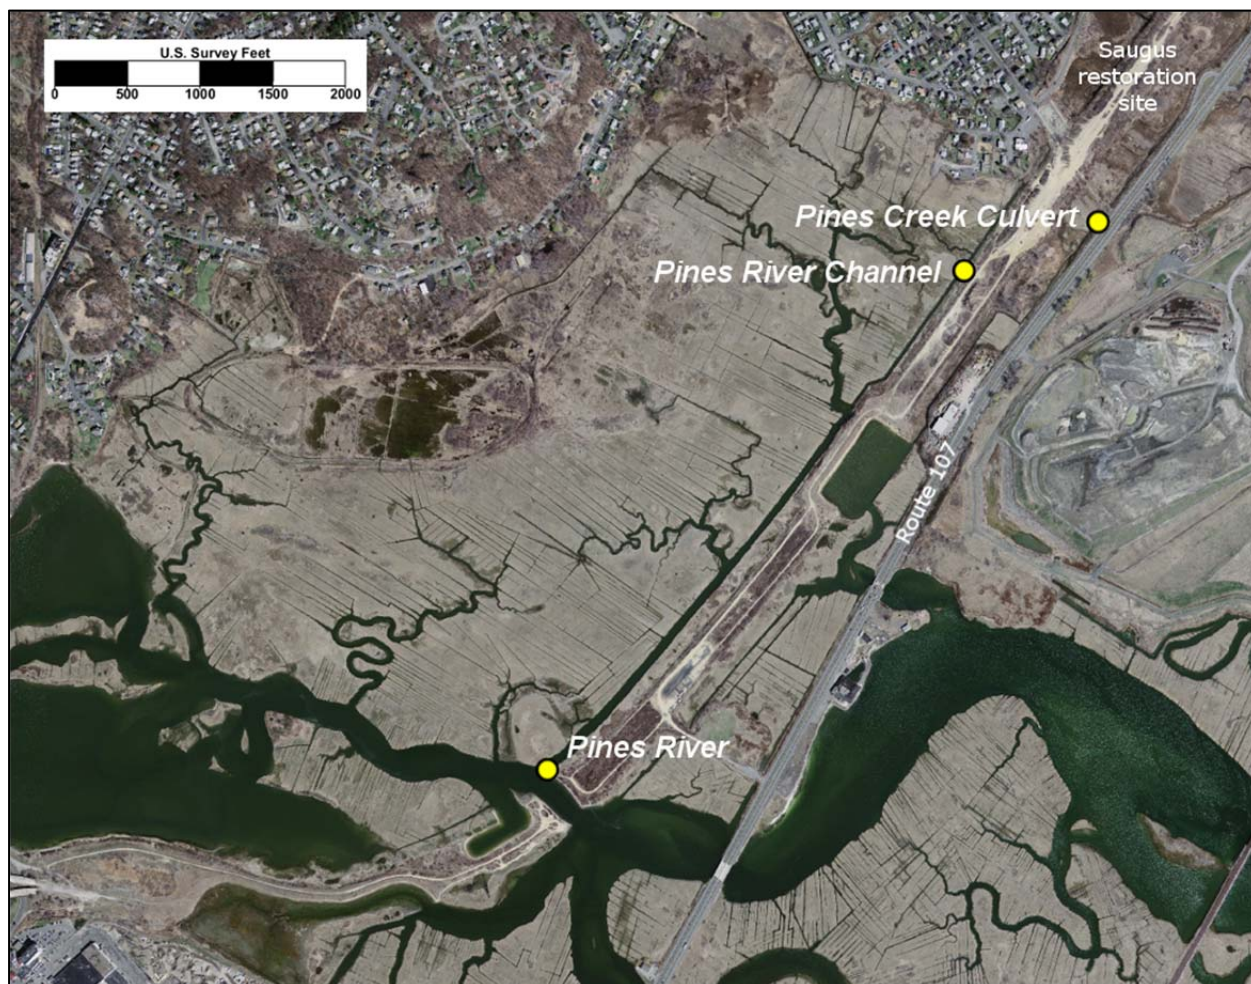 U.S. Survey Feet
0 500 1000 1500 2000
Saugus
restoration
site
Pines Creek Culvert
Pines River Channel
Route 107
Pines River